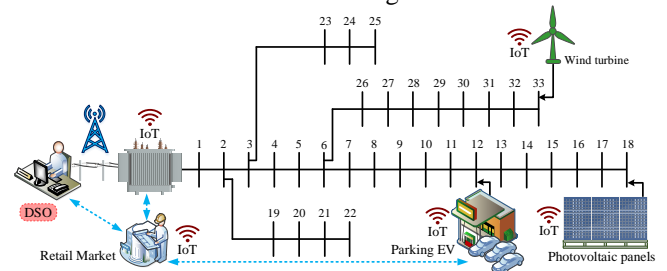 23 24 25
IoT
Wind turbine
26 27 28 29 30 31 32 33
IoT
1 2 3 4 5 6 7 8 9 10 11 12 13 14 15 16 17 18
DSO
19 20 21 22
IoT
IoT
IoT
Retail Market
Parking EV
Photovoltaic panels